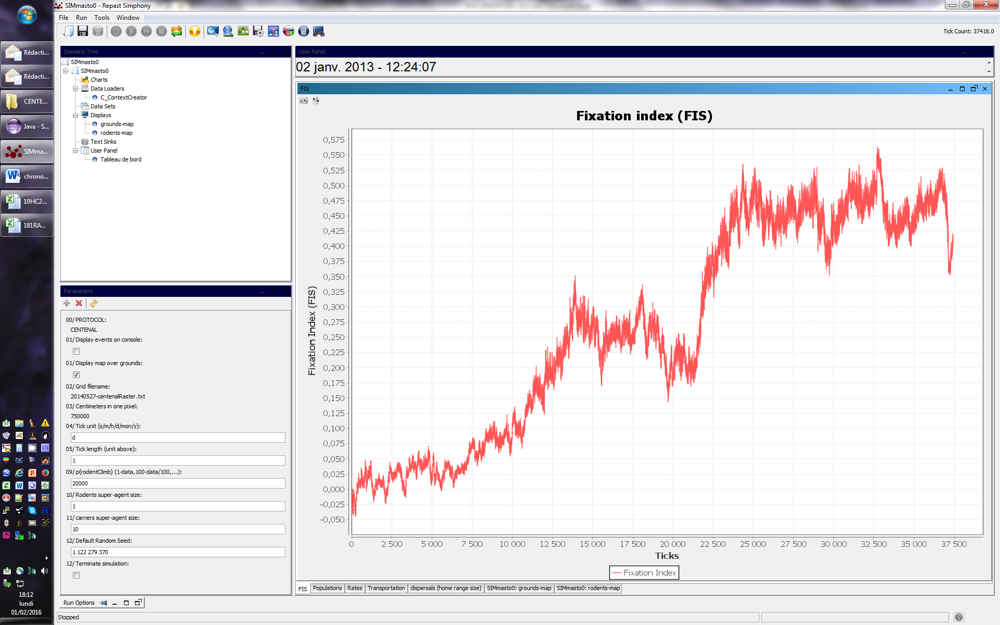 SIMmasto0 - Repast Simphony
File Run Tools Window
Tick Count: 37418.0
Rédacti...
Rédacti...
CENTE...
Java - S...
SIMma...
chrono...
10HC2...
181RA...
18:12
lundi
01/02/2016
Scenario Tree
SIMmasto0
SIMmasto0
Charts
Data Loaders
C_ContextCreator
Data Sets
Displays
grounds-map
rodents-map
Text Sinks
User Panel
Tableau de bord
Parameters
00/ PROTOCOL:
CENTENAL
01/ Display events on console:
01/ Display map over grounds:
02/ Grid filename:
20140527-centenalRaster.txt
03/ Centimeters in one pixel:
750000
04/ Tick unit (s/m/h/d/mon/y):
d
05/ Tick length (unit above):
1
09/ p(rodentClimb) (1-data,100-data/100,...):
20000
10/ Rodents super-agent size:
1
11/ carriers super-agent size:
10
12/ Default Random Seed:
1 122 279 370
12/ Terminate simulation:
Run Options
Stopped
User Panel
02 janv. 2013 - 12:24:07
FIS
Fixation index (FIS)
Fixation Index (FIS)
0,575
0,550
0,525
0,500
0,475
0,450
0,425
0,400
0,375
0,350
0,325
0,300
0,275
0,250
0,225
0,200
0,175
0,150
0,125
0,100
0,075
0,050
0,025
0,000
-0,025
-0,050
0 2 500 5 000 7 500 10 000 12 500 15 000 17 500 20 000 22 500 25 000 27 500 30 000 32 500 35 000 37 500
Ticks
Fixation Index
FIS Populations Rates Transportation dispersals (home range size) SIMmasto0: grounds-map SIMmasto0: rodents-map